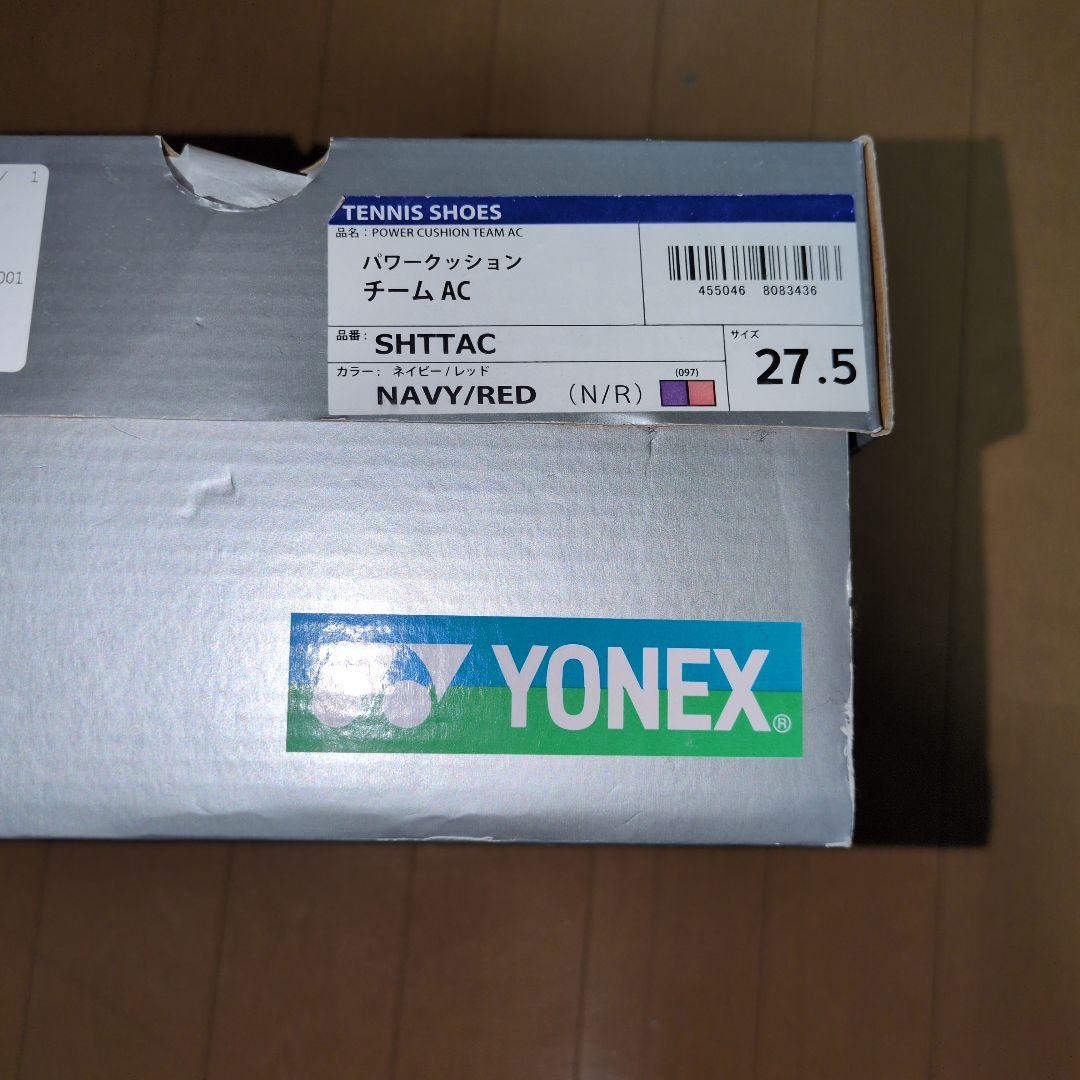 / 1
001
TENNIS SHOES
品名：POWER CUSHION TEAM AC
パワークッション
チーム AC
455046 8083436
品番：SHTTAC
サイズ
27.5
カラー：ネイビー/レッド
NAVY/RED (N/R)
(097)
YONEX®